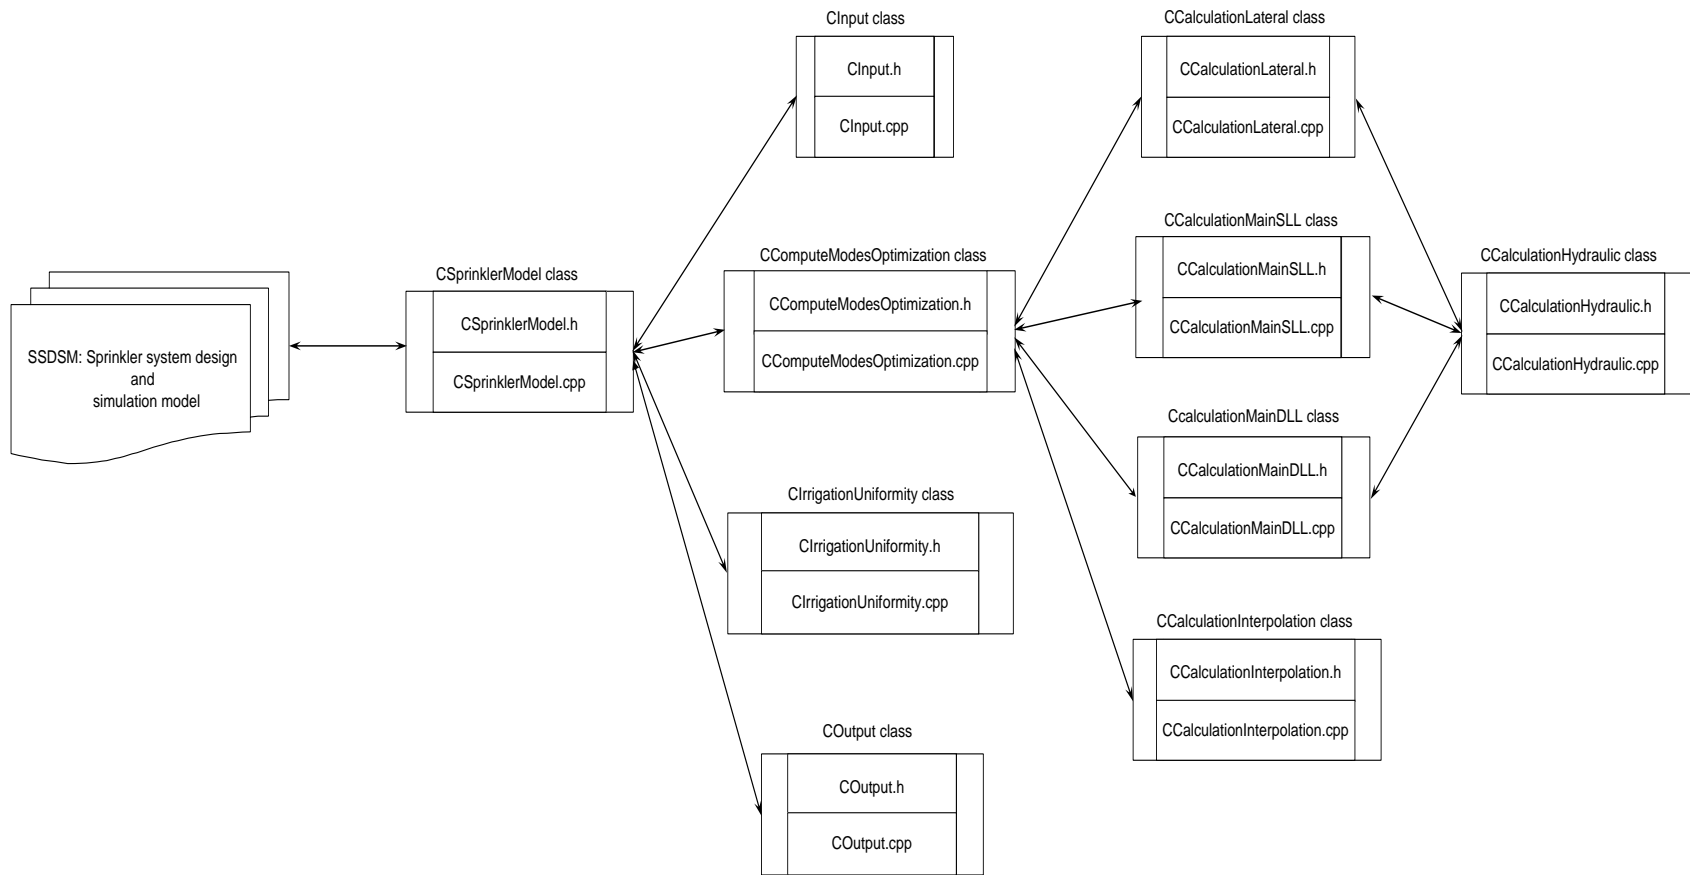 SSDSM: Sprinkler system design
and
simulation model
CSprinklerModel class
CSprinklerModel.h
CSprinklerModel.cpp
CInput class
CInput.h
CInput.cpp
CComputeModesOptimization class
CComputeModesOptimization.h
CComputeModesOptimization.cpp
CIrrigationUniformity class
CIrrigationUniformity.h
CIrrigationUniformity.cpp
COutput class
COutput.h
COutput.cpp
CCalculationLateral class
CCalculationLateral.h
CCalculationLateral.cpp
CCalculationMainSLL class
CCalculationMainSLL.h
CCalculationMainSLL.cpp
CcalculationMainDLL class
CCalculationMainDLL.h
CCalculationMainDLL.cpp
CCalculationInterpolation class
CCalculationInterpolation.h
CCalculationInterpolation.cpp
CCalculationHydraulic class
CCalculationHydraulic.h
CCalculationHydraulic.cpp